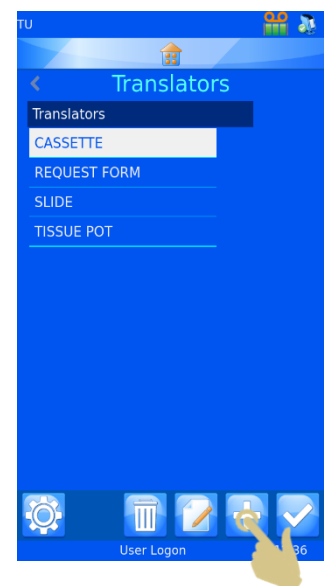 TU
Translators
Translators
CASSETTE
REQUEST FORM
SLIDE
TISSUE POT
User Logon
36